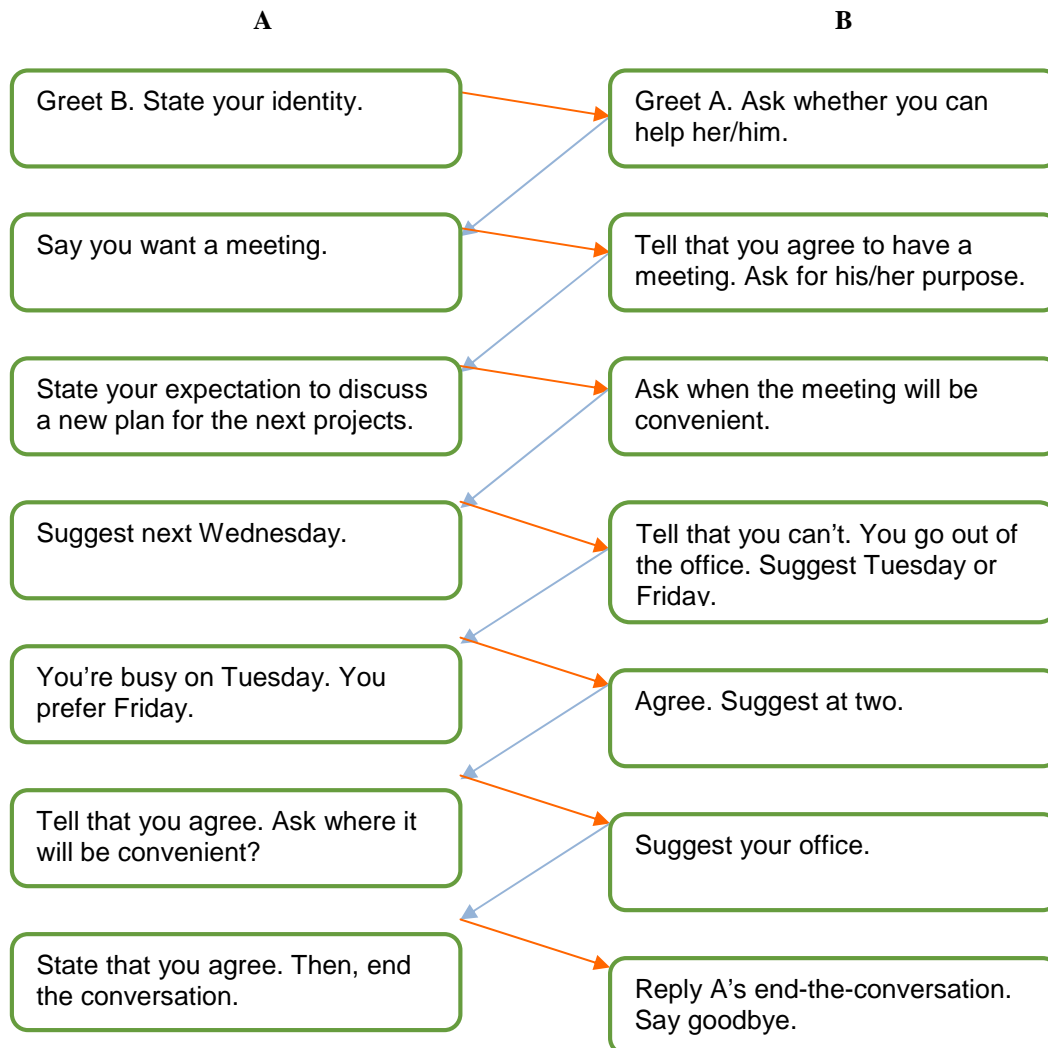 A
B
Greet B. State your identity.
Greet A. Ask whether you can
help her/him.
Say you want a meeting.
Tell that you agree to have a
meeting. Ask for his/her purpose.
State your expectation to discuss
a new plan for the next projects.
Ask when the meeting will be
convenient.
Suggest next Wednesday.
Tell that you can't. You go out of
the office. Suggest Tuesday or
Friday.
You’re busy on Tuesday. You
prefer Friday.
Agree. Suggest at two.
Tell that you agree. Ask where it
will be convenient?
Suggest your office.
State that you agree. Then, end
the conversation.
Reply A’s end-the-conversation.
Say goodbye.